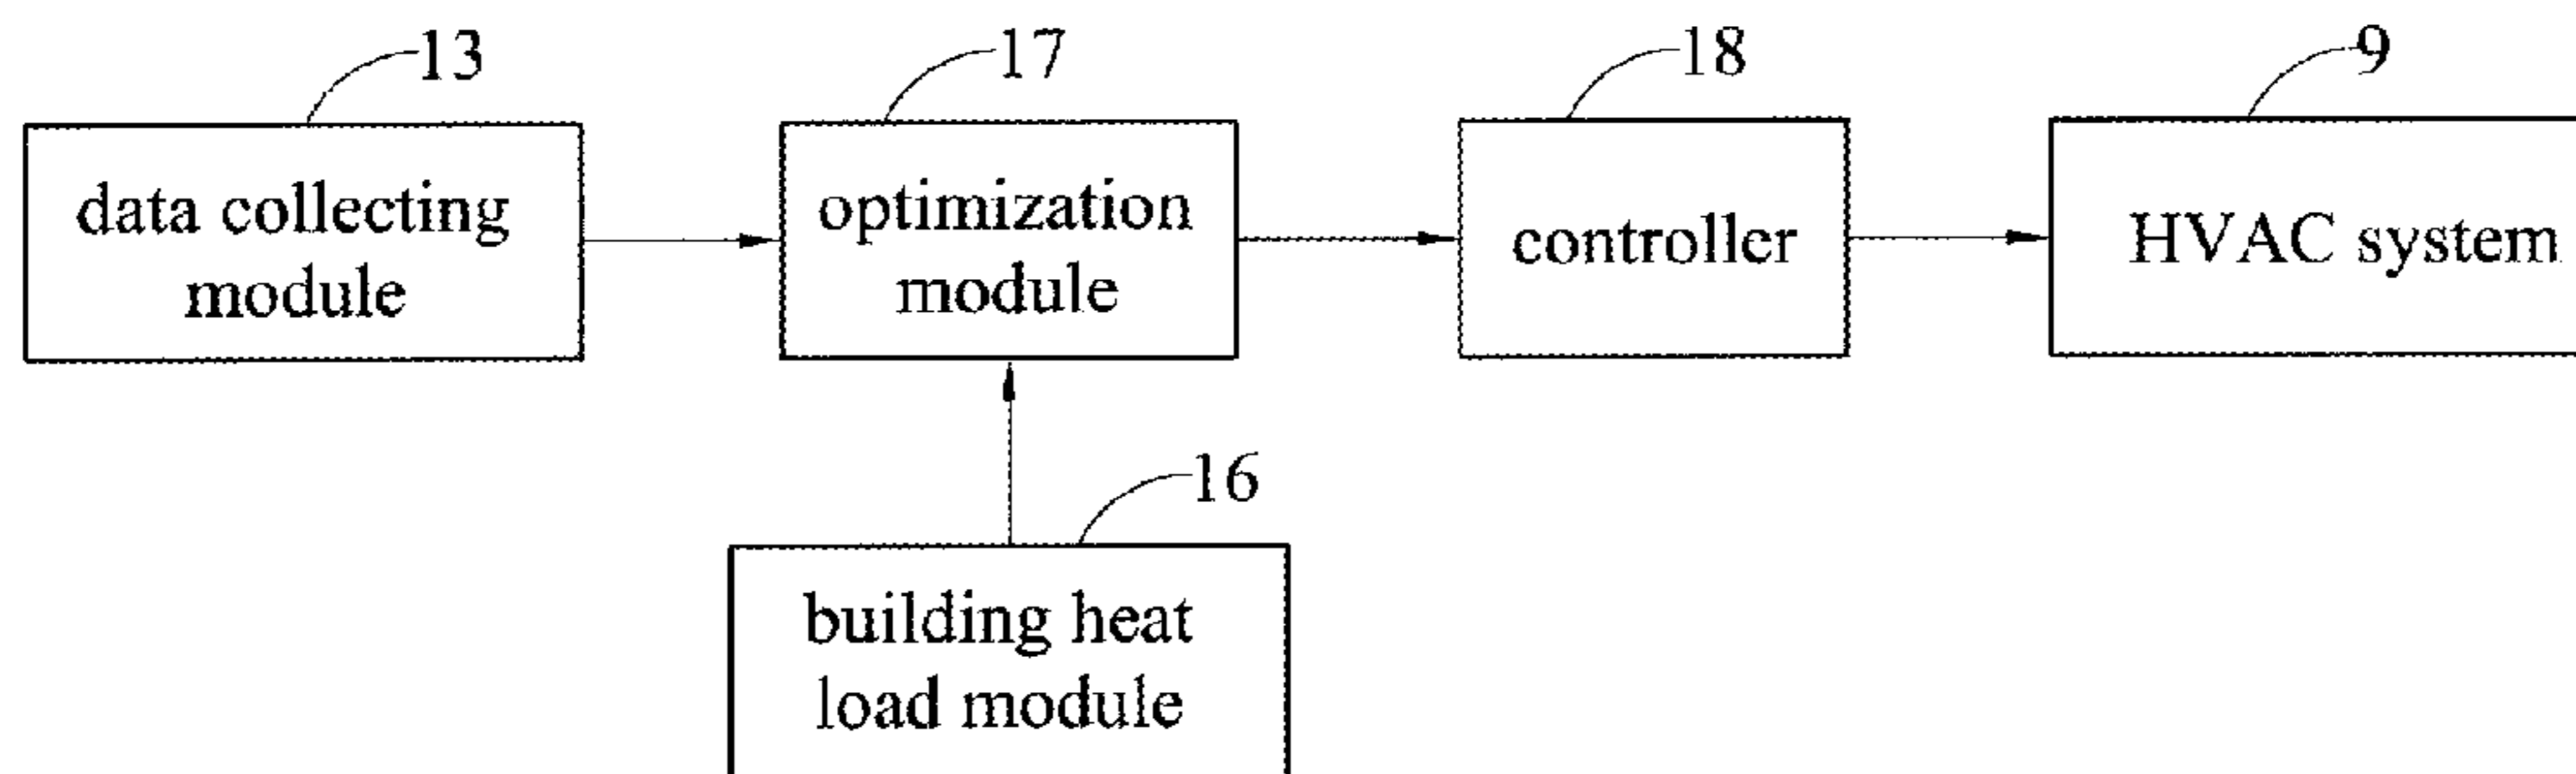 13
17
18
9
data collecting
module
optimization
module
controller
HVAC system
16
building heat
load module